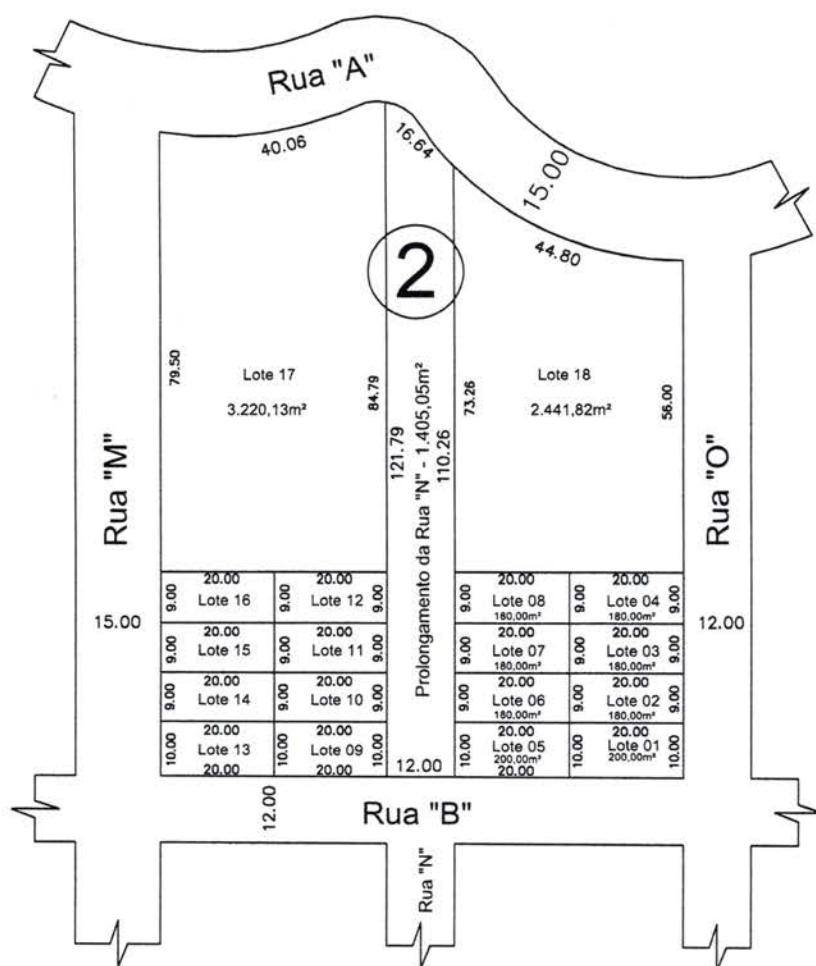 Rua "A"
40.06
16.64
15.00
44.80
2
79.50
Lote 17
3.220,13m²
84.79
121.79
Prolongamento da Rua "N" - 1.405,05m²
110.26
73.26
Lote 18
2.441,82m²
56.00
Rua "M"
15.00
Rua "O"
12.00
20.00 20.00
9.00 Lote 16 9.00 Lote 12 9.00
20.00 20.00
9.00 Lote 15 9.00 Lote 11 9.00
20.00 20.00
9.00 Lote 14 9.00 Lote 10 9.00
20.00 20.00
10.00 Lote 13 10.00 Lote 09 10.00
20.00 20.00
20.00 20.00
9.00 Lote 08 9.00 Lote 04 9.00
180,00m² 180,00m²
20.00 20.00
9.00 Lote 07 9.00 Lote 03 9.00
180,00m² 180,00m²
20.00 20.00
9.00 Lote 06 9.00 Lote 02 9.00
180,00m² 180,00m²
20.00 20.00
10.00 Lote 05 10.00 Lote 01 10.00
200,00m² 200,00m²
20.00
12.00
12.00
Rua "B"
Rua "N"